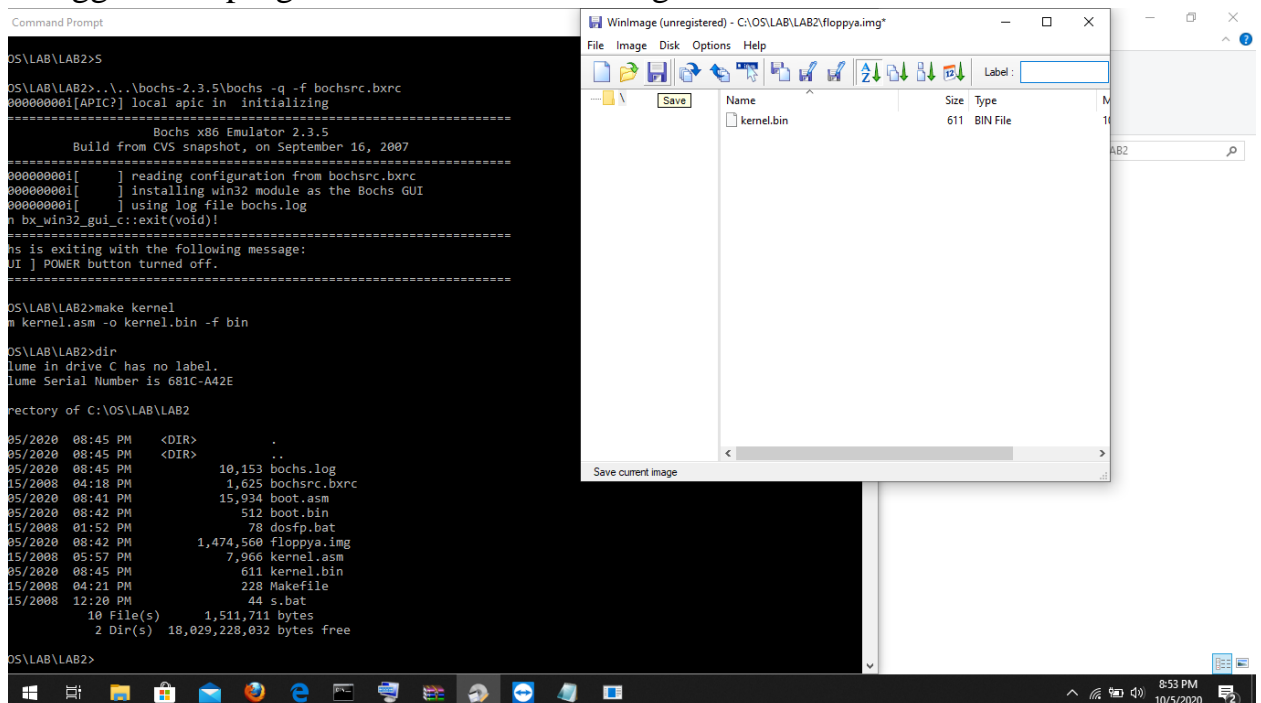 Command Prompt
OS\LAB\LAB2>S
OS\LAB\LAB2>..\..\bochs-2.3.5\bochs -q -f bochsrc.bxrc
00000000i[APIC?] local apic in  initializing
========================================================================
Bochs x86 Emulator 2.3.5
Build from CVS snapshot, on September 16, 2007
========================================================================
00000000i[     ] reading configuration from bochsrc.bxrc
00000000i[     ] installing win32 module as the Bochs GUI
00000000i[     ] using log file bochs.log
n bx_win32_gui_c::exit(void)!
========================================================================
hs is exiting with the following message:
UI ] POWER button turned off.
========================================================================
OS\LAB\LAB2>make kernel
m kernel.asm -o kernel.bin -f bin
OS\LAB\LAB2>dir
lume in drive C has no label.
lume Serial Number is 681C-A42E
rectory of C:\OS\LAB\LAB2
05/2020  08:45 PM    <DIR>          .
05/2020  08:45 PM    <DIR>          ..
05/2020  08:45 PM            10,153 bochs.log
15/2008  04:18 PM             1,625 bochsrc.bxrc
05/2020  08:41 PM            15,934 boot.asm
05/2020  08:42 PM               512 boot.bin
15/2008  01:52 PM                78 dosfp.bat
05/2020  08:42 PM         1,474,560 floppya.img
15/2008  05:57 PM             7,966 kernel.asm
05/2020  08:45 PM               611 kernel.bin
15/2008  04:21 PM               228 Makefile
15/2008  12:20 PM                44 s.bat
10 File(s)      1,511,711 bytes
2 Dir(s)  18,029,228,032 bytes free
OS\LAB\LAB2>
WinImage (unregistered) - C:\OS\LAB\LAB2\floppya.img*
File Image Disk Options Help
Label :
\ Save
Name Size Type M
kernel.bin 611 BIN File 10
Save current image
AB2
8:53 PM
10/5/2020